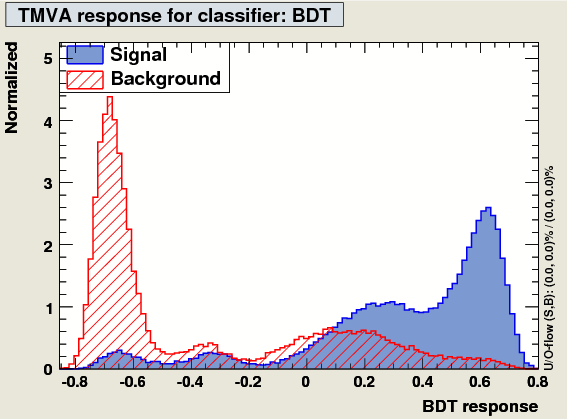 TMVA response for classifier: BDT
Normalized
Signal
Background
5
4
3
2
1
0
-0.8 -0.6 -0.4 -0.2 0 0.2 0.4 0.6 0.8
BDT response
U/O-flow (S,B): (0.0, 0.0)% / (0.0, 0.0)%